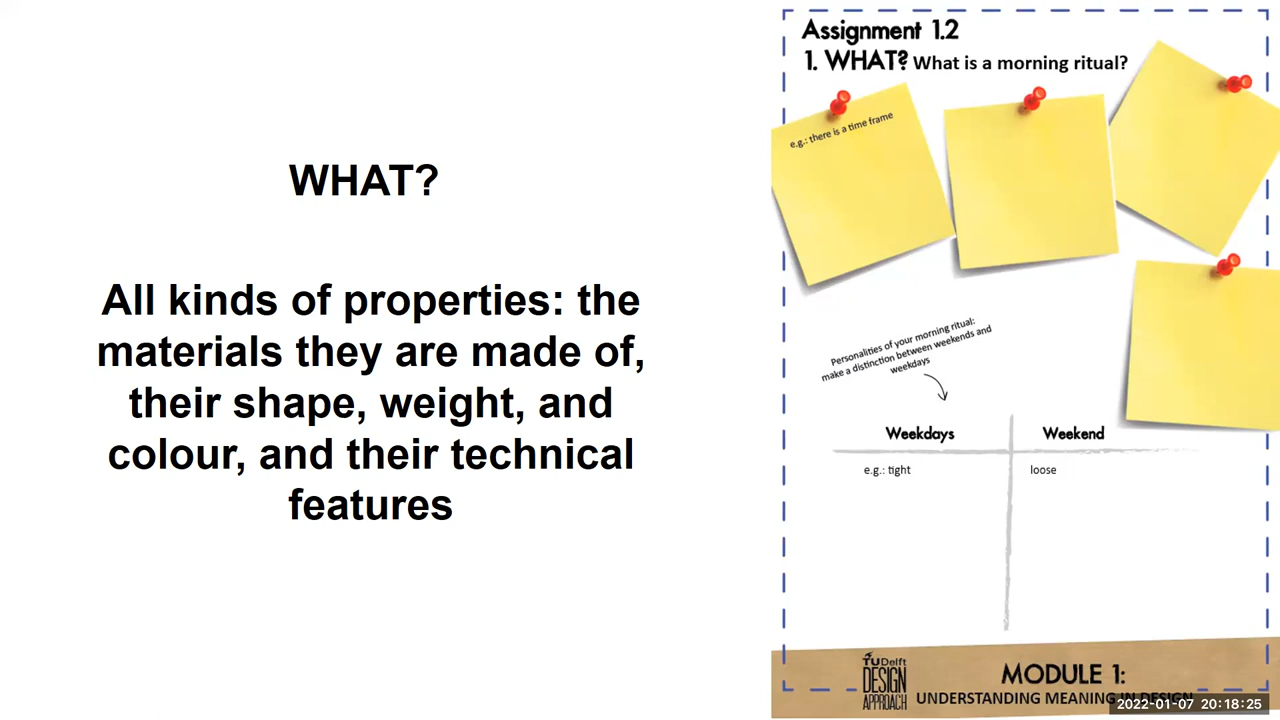 WHAT?
All kinds of properties: the
materials they are made of,
their shape, weight, and
colour, and their technical
features
Assignment 1.2
1. WHAT? What is a morning ritual?
e.g.: there is a time frame
Personalities of your morning ritual:
make a distinction between weekends and
weekdays
Weekdays
Weekend
e.g.: tight
loose
TU Delft
DESIGN
APPROACH
MODULE 1:
UNDERSTANDING MEANING IN DESIGN
2022-01-07 20:18:25